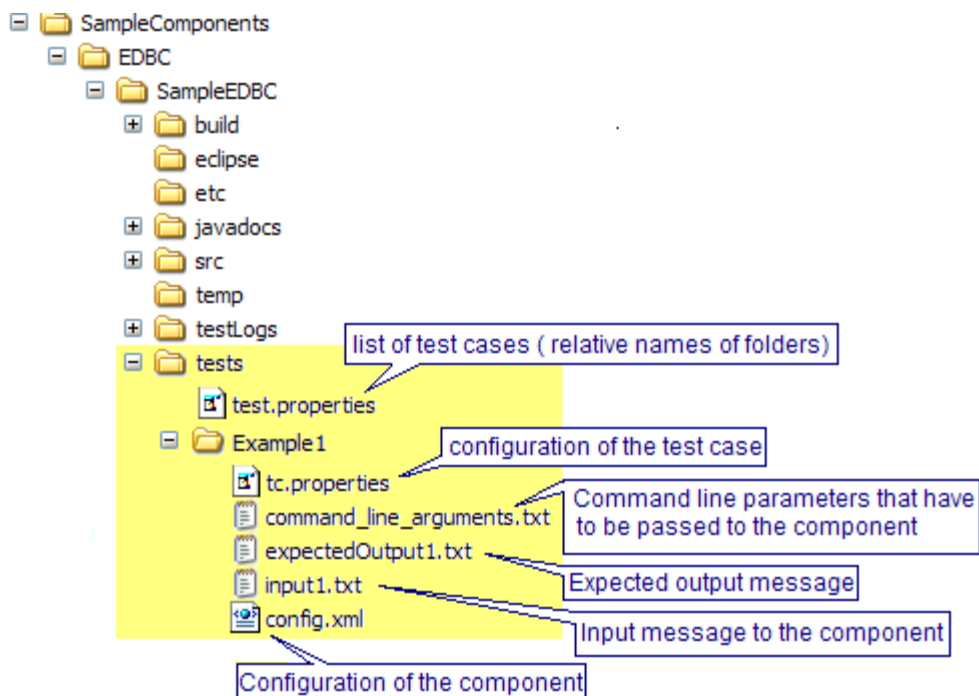 SampleComponents
EDBC
SampleEDBC
build
eclipse
etc
javadocs
src
temp
testLogs
list of test cases ( relative names of folders)
tests
test.properties
Example1
configuration of the test case
tc.properties
Command line parameters that have
to be passed to the component
command_line_arguments.txt
expectedOutput1.txt
Expected output message
input1.txt
Input message to the component
config.xml
Configuration of the component